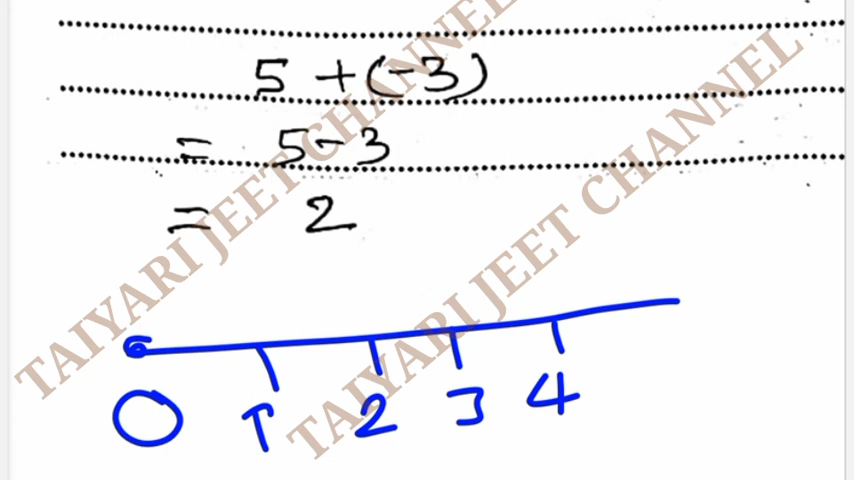 5 + (-3)
= 5 - 3
= 2
0 1 2 3 4
TAIYARI JEET CHANNEL
TAIYARI JEET CHANNEL